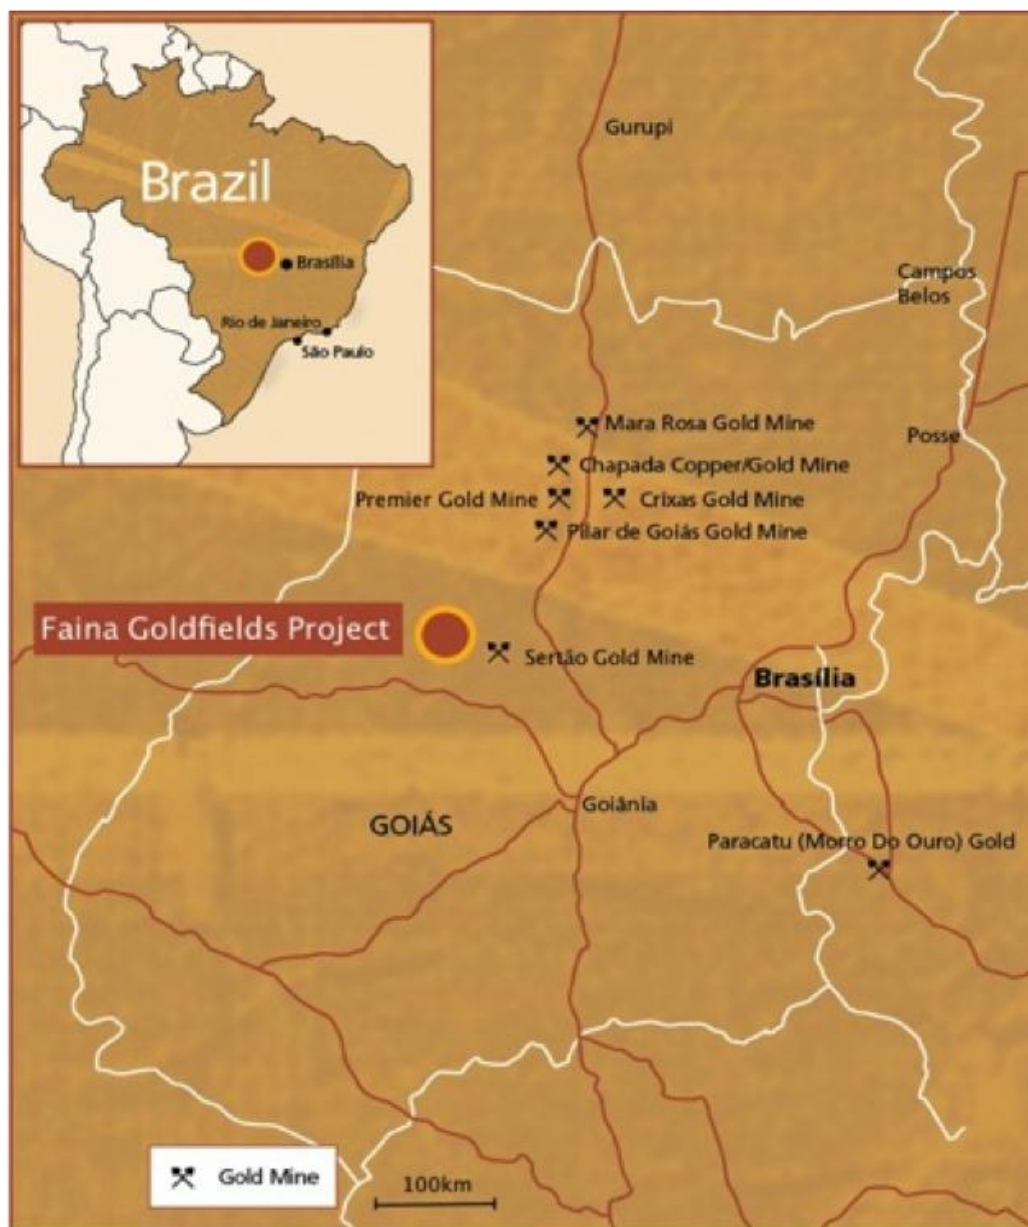 Brazil
Brasília
Rio de Janeiro
São Paulo
Gurupi
Campos
Belos
Mara Rosa Gold Mine
Posse
Chapada Copper/Gold Mine
Premier Gold Mine
Crixas Gold Mine
Pilar de Goiás Gold Mine
Faina Goldfields Project
Sertão Gold Mine
Brasília
Goiânia
GOIÁS
Paracatu (Morro Do Ouro) Gold
Gold Mine
100km